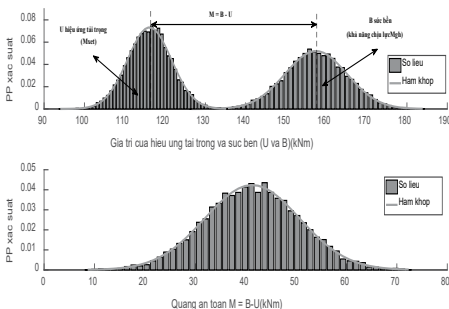 PP xac suat
0.08
0.06
0.04
0.02
0
M = B - U
U hiệu ứng tải trọng
(Mset)
B sức bền
(khả năng chịu lựcMgh)
So lieu
Ham khop
90 100 110 120 130 140 150 160 170 180 190
Gia tri cua hieu ung tai trong va suc ben (U va B)(kNm)
PP xac suat
0.05
0.04
0.03
0.02
0.01
0
So lieu
Ham khop
0 10 20 30 40 50 60 70 80
Quang an toan M = B-U(kNm)